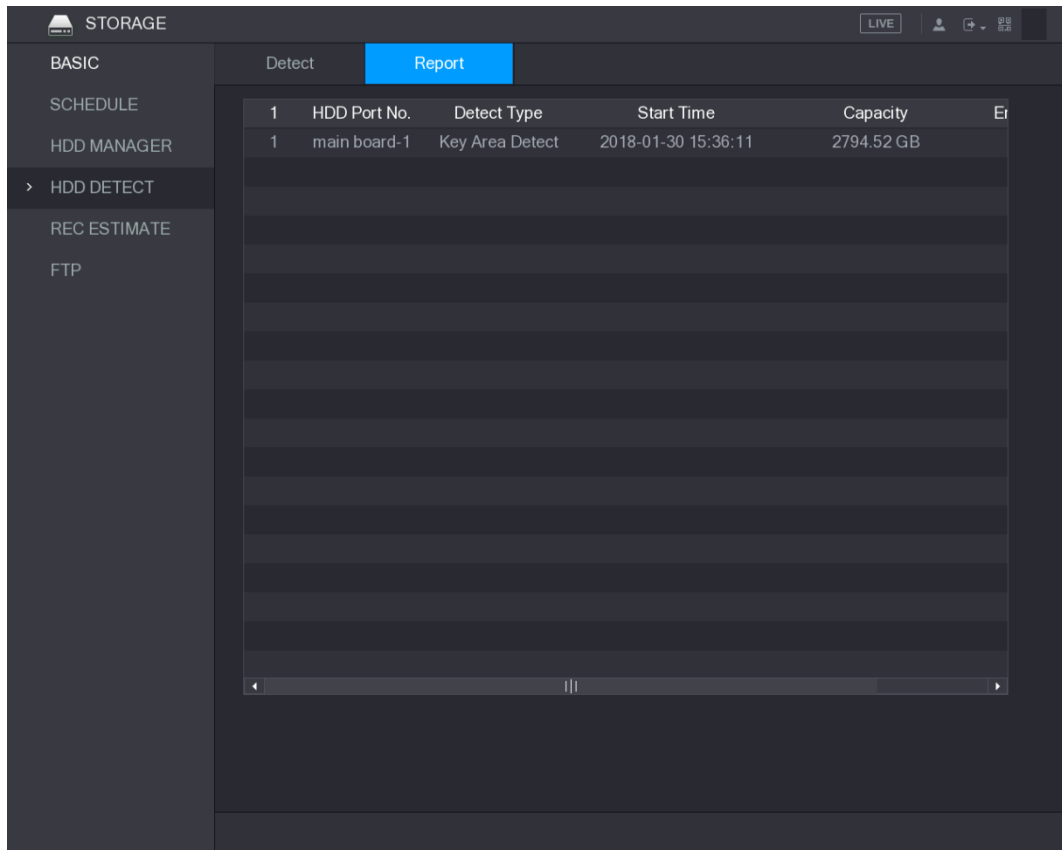 STORAGE
LIVE
BASIC
SCHEDULE
HDD MANAGER
HDD DETECT
REC ESTIMATE
FTP
Detect Report
1 HDD Port No. Detect Type Start Time Capacity Er
1 main board-1 Key Area Detect 2018-01-30 15:36:11 2794.52 GB